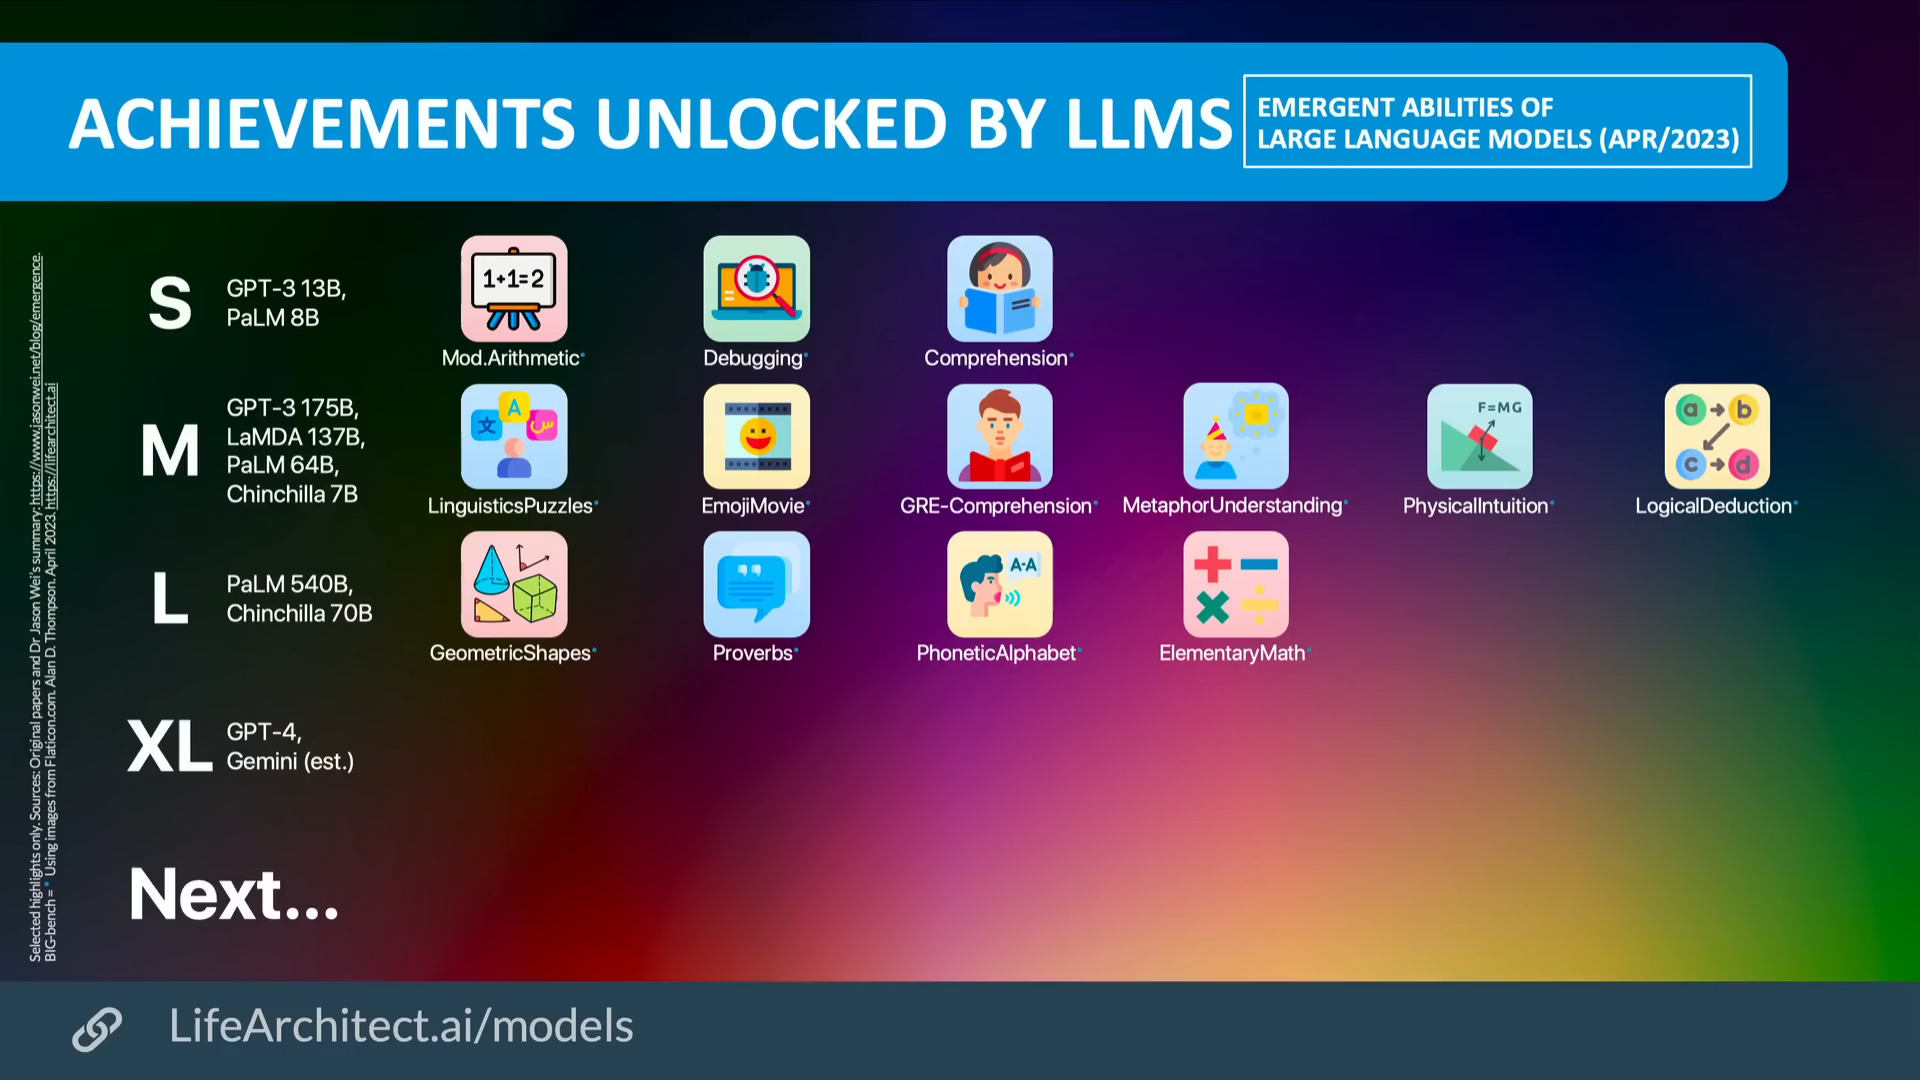 ACHIEVEMENTS UNLOCKED BY LLMS
EMERGENT ABILITIES OF
LARGE LANGUAGE MODELS (APR/2023)
S
GPT-3 13B,
PaLM 8B
1+1=2
Mod.Arithmetic*
Debugging*
Comprehension*
M
GPT-3 175B,
LaMDA 137B,
PaLM 64B,
Chinchilla 7B
文
A
س
LinguisticsPuzzles*
EmojiMovie*
GRE-Comprehension*
MetaphorUnderstanding*
F=MG
PhysicalIntuition*
a b
c d
LogicalDeduction*
L
PaLM 540B,
Chinchilla 70B
GeometricShapes*
Proverbs*
A-A
PhoneticAlphabet*
ElementaryMath*
XL
GPT-4,
Gemini (est.)
Next...
Selected highlights only. Sources: Original papers and Dr Jason Wei's summary: https://www.jasonwei.net/blog/emergence.
BIG-bench = * Using images from Flaticon.com. Alan D. Thompson. April 2023. https://lifearchitect.ai
LifeArchitect.ai/models